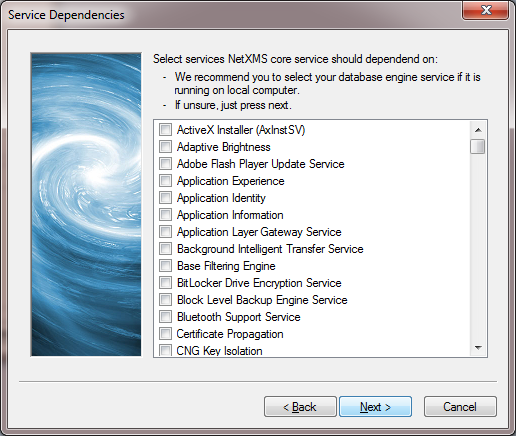 Service Dependencies
Select services NetXMS core service should dependend on:
- We recommend you to select your database engine service if it is
running on local computer.
- If unsure, just press next.
ActiveX Installer (AxInstSV)
Adaptive Brightness
Adobe Flash Player Update Service
Application Experience
Application Identity
Application Information
Application Layer Gateway Service
Background Intelligent Transfer Service
Base Filtering Engine
BitLocker Drive Encryption Service
Block Level Backup Engine Service
Bluetooth Support Service
Certificate Propagation
CNG Key Isolation
< Back
Next >
Cancel